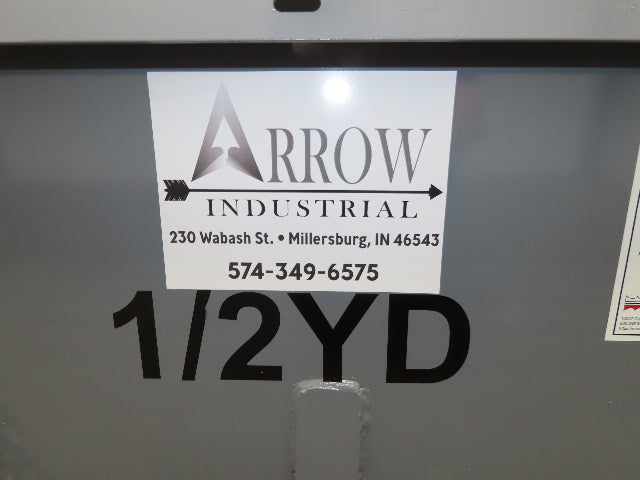 ARROW
INDUSTRIAL
230 Wabash St. • Millersburg, IN 46543
574-349-6575
1/2YD